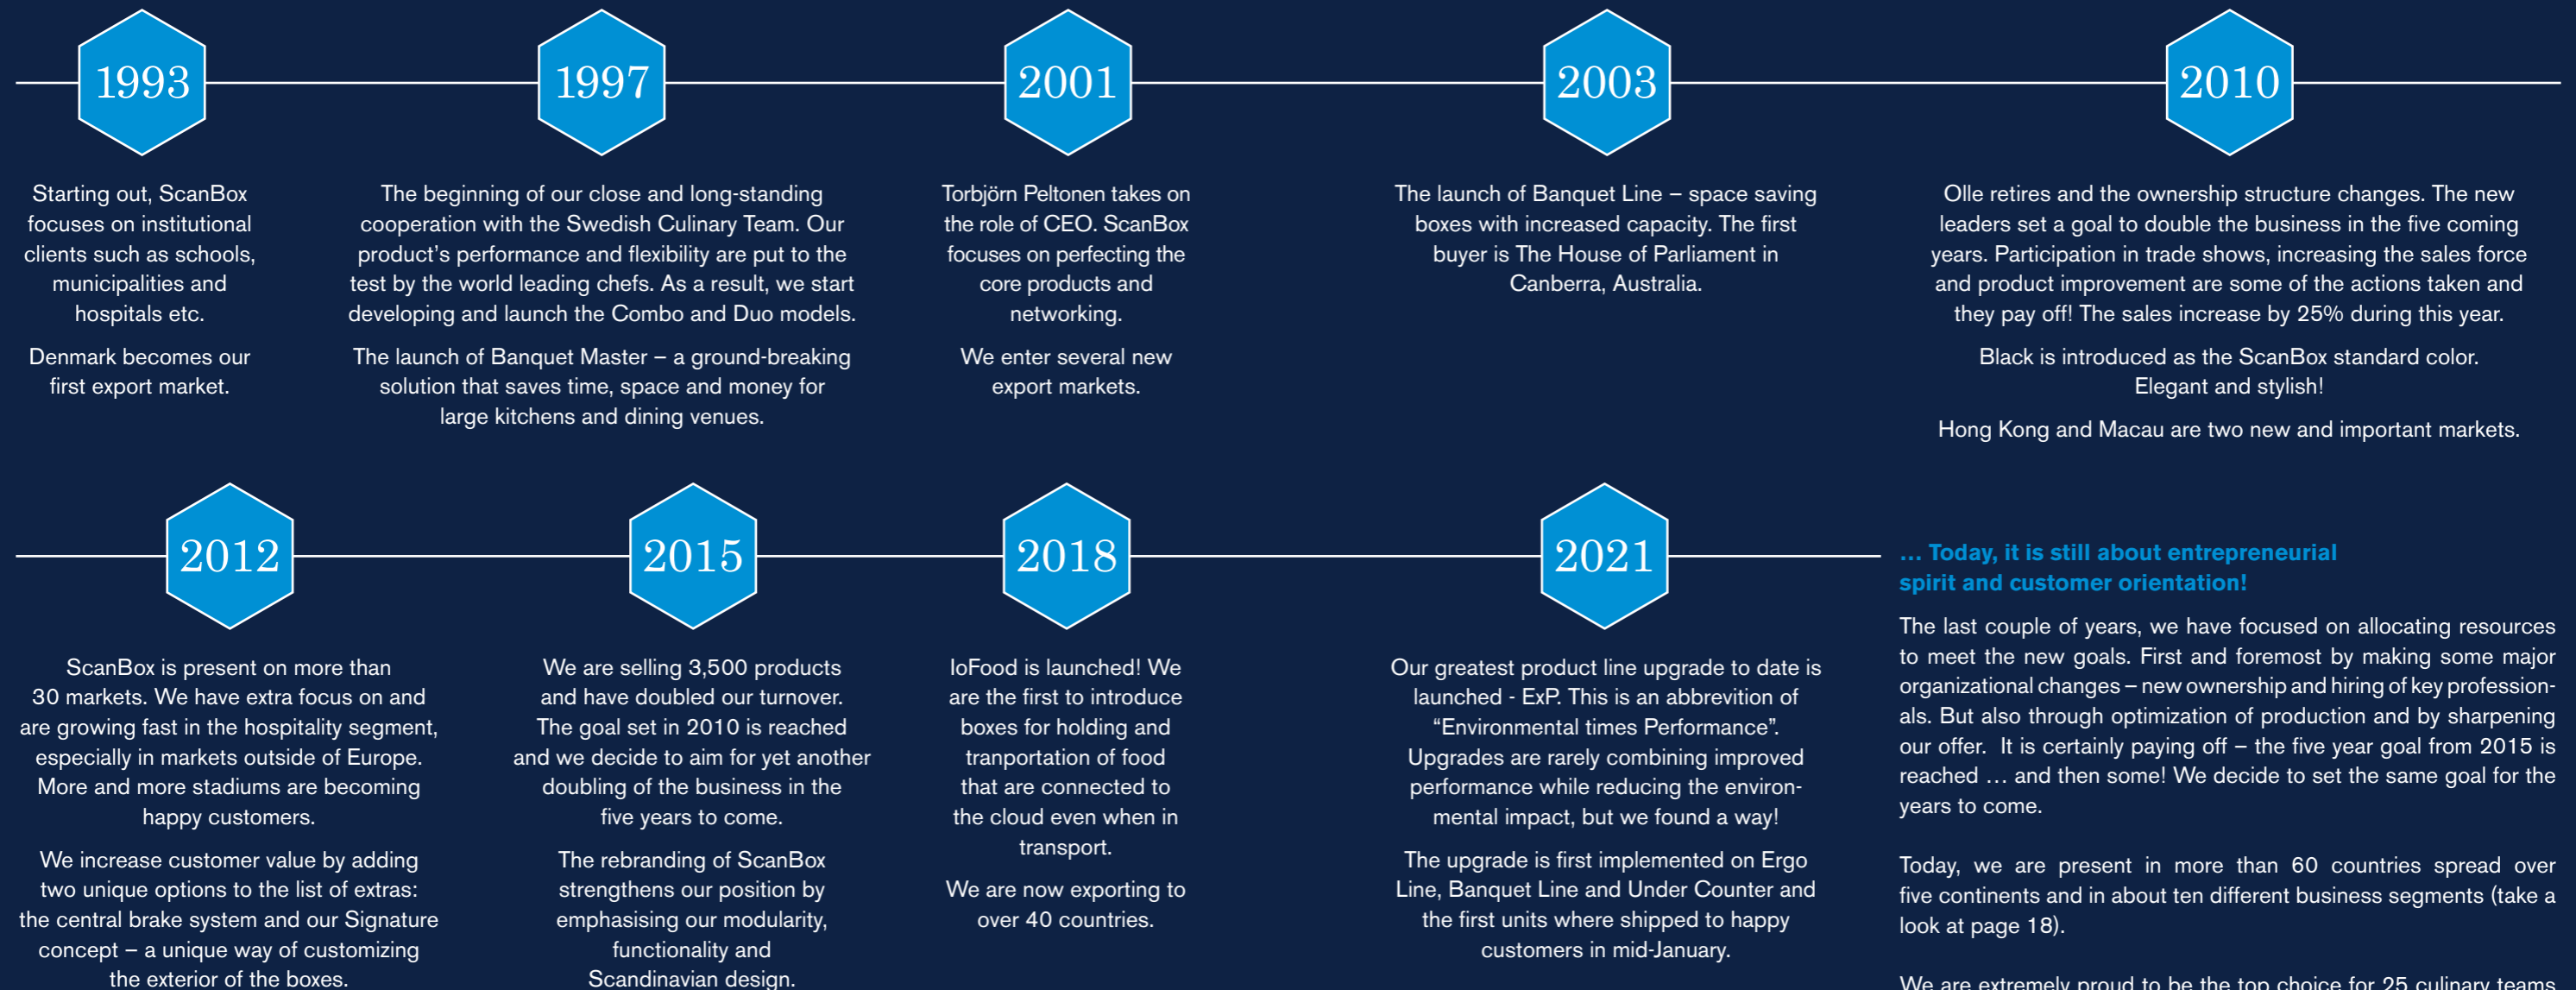 1993
Starting out, ScanBox
focuses on institutional
clients such as schools,
municipalities and
hospitals etc.
Denmark becomes our
first export market.
1997
The beginning of our close and long-standing
cooperation with the Swedish Culinary Team. Our
product's performance and flexibility are put to the
test by the world leading chefs. As a result, we start
developing and launch the Combo and Duo models.
The launch of Banquet Master – a ground-breaking
solution that saves time, space and money for
large kitchens and dining venues.
2001
Torbjörn Peltonen takes on
the role of CEO. ScanBox
focuses on perfecting the
core products and
networking.
We enter several new
export markets.
2003
The launch of Banquet Line – space saving
boxes with increased capacity. The first
buyer is The House of Parliament in
Canberra, Australia.
2010
Olle retires and the ownership structure changes. The new
leaders set a goal to double the business in the five coming
years. Participation in trade shows, increasing the sales force
and product improvement are some of the actions taken and
they pay off! The sales increase by 25% during this year.
Black is introduced as the ScanBox standard color.
Elegant and stylish!
Hong Kong and Macau are two new and important markets.
2012
ScanBox is present on more than
30 markets. We have extra focus on and
are growing fast in the hospitality segment,
especially in markets outside of Europe.
More and more stadiums are becoming
happy customers.
We increase customer value by adding
two unique options to the list of extras:
the central brake system and our Signature
concept – a unique way of customizing
the exterior of the boxes.
2015
We are selling 3,500 products
and have doubled our turnover.
The goal set in 2010 is reached
and we decide to aim for yet another
doubling of the business in the
five years to come.
The rebranding of ScanBox
strengthens our position by
emphasising our modularity,
functionality and
Scandinavian design.
2018
IoFood is launched! We
are the first to introduce
boxes for holding and
tranportation of food
that are connected to
the cloud even when in
transport.
We are now exporting to
over 40 countries.
2021
Our greatest product line upgrade to date is
launched - ExP. This is an abbrevition of
“Environmental times Performance”.
Upgrades are rarely combining improved
performance while reducing the environ-
mental impact, but we found a way!
The upgrade is first implemented on Ergo
Line, Banquet Line and Under Counter and
the first units where shipped to happy
customers in mid-January.
... Today, it is still about entrepreneurial
spirit and customer orientation!
The last couple of years, we have focused on allocating resources
to meet the new goals. First and foremost by making some major
organizational changes – new ownership and hiring of key profession-
als. But also through optimization of production and by sharpening
our offer. It is certainly paying off – the five year goal from 2015 is
reached ... and then some! We decide to set the same goal for the
years to come.
Today, we are present in more than 60 countries spread over
five continents and in about ten different business segments (take a
look at page 18).
We are extremely proud to be the top choice for 25 culinary teams